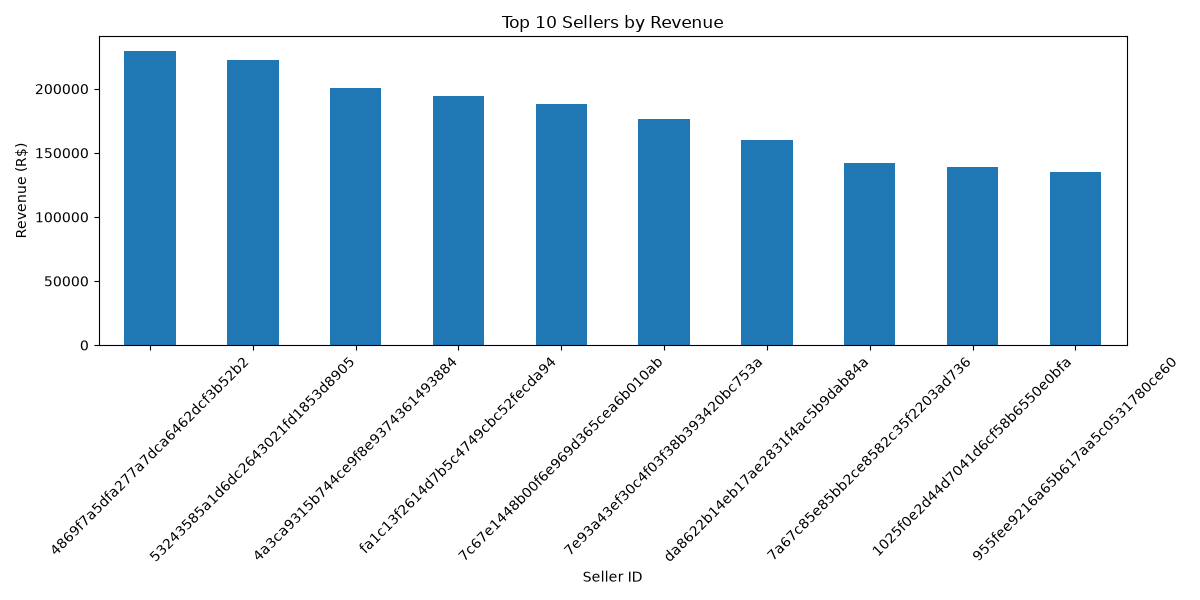 Top 10 Sellers by Revenue
Revenue (R$)
200000
150000
100000
50000
0
4869f7a5dfa277a7dca6462dcf3b52b2
53243585a1d6dc2643021fd1853d8905
4a3ca9315b744ce9f8e9374361493884
fa1c13f2614d7b5c4749cbc52fecda94
7c67e1448b00f6e969d365cea6b010ab
7e93a43ef30c4f03f38b393420bc753a
da8622b14eb17ae2831f4ac5b9dab84a
7a67c85e85bb2ce8582c35f2203ad736
1025f0e2d44d7041d6cf58b6550e0bfa
955fee9216a65b617aa5c0531780ce60
Seller ID